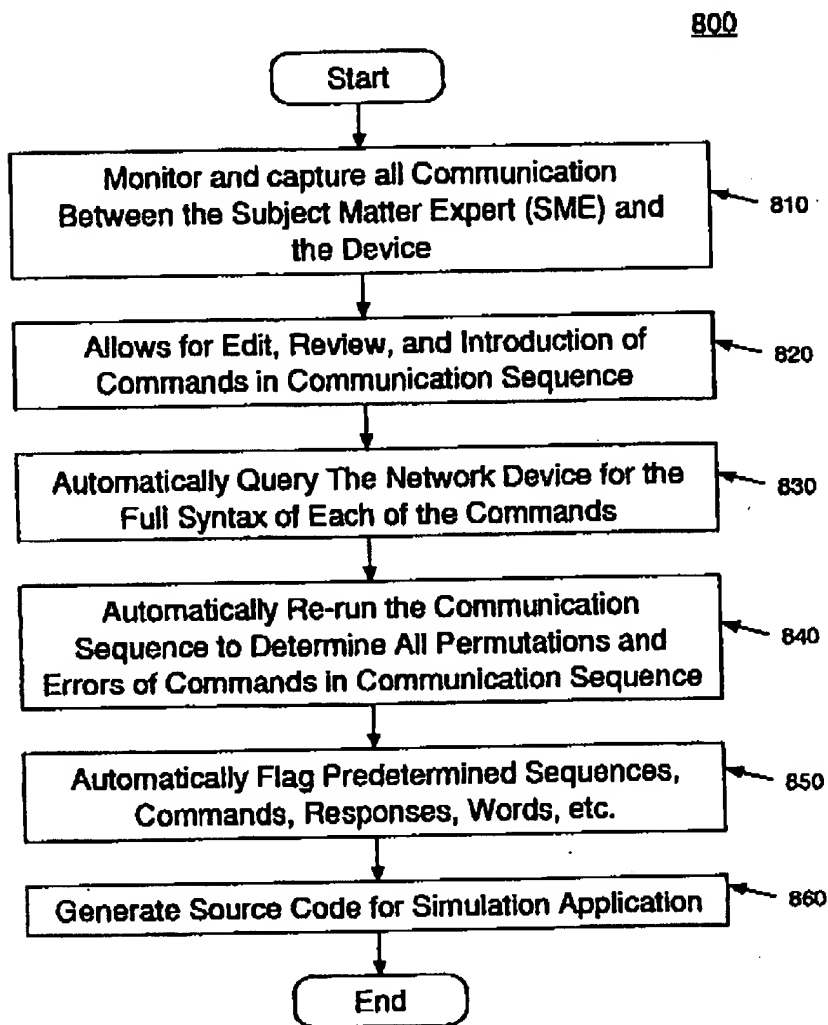 800
Start
Monitor and capture all Communication
Between the Subject Matter Expert (SME) and
the Device
810
Allows for Edit, Review, and Introduction of
Commands in Communication Sequence
820
Automatically Query The Network Device for the
Full Syntax of Each of the Commands
830
Automatically Re-run the Communication
Sequence to Determine All Permutations and
Errors of Commands in Communication Sequence
840
Automatically Flag Predetermined Sequences,
Commands, Responses, Words, etc.
850
Generate Source Code for Simulation Application
860
End